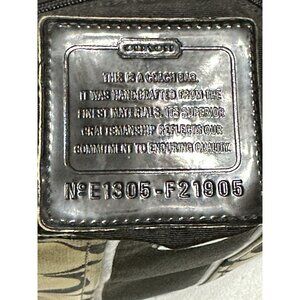 COACH
THIS IS A COACH BAG.
IT WAS HANDCRAFTED FROM THE
FINEST MATERIALS. ITS SUPERIOR
CRAFTSMANSHIP REFLECTS OUR
COMMITMENT TO ENDURING QUALITY.
Nº E1305-F21905